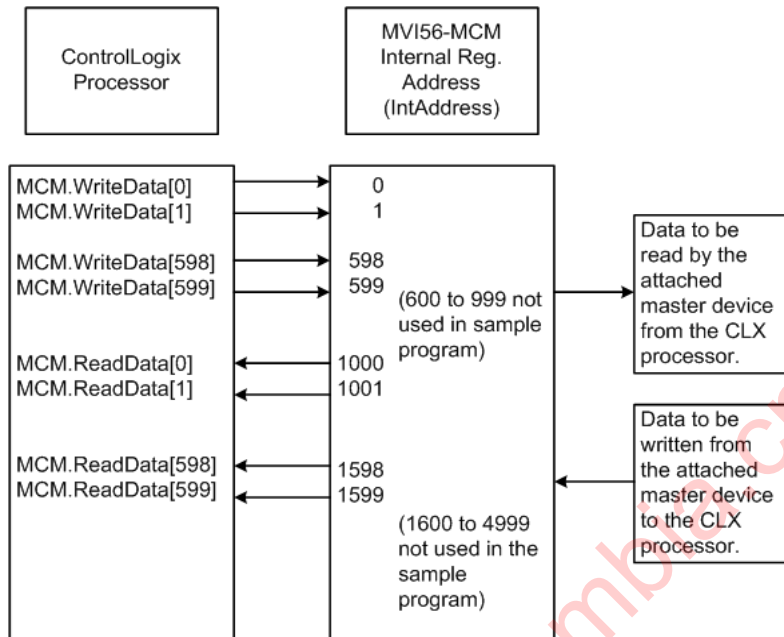 ControlLogix
Processor
MVI56-MCM
Internal Reg.
Address
(IntAddress)
MCM.WriteData[0]
MCM.WriteData[1]
MCM.WriteData[598]
MCM.WriteData[599]
MCM.ReadData[0]
MCM.ReadData[1]
MCM.ReadData[598]
MCM.ReadData[599]
0
1
598
599
(600 to 999 not
used in sample
program)
1000
1001
1598
1599
(1600 to 4999
not used in the
sample
program)
Data to be
read by the
attached
master device
from the CLX
processor.
Data to be
written from
the attached
master device
to the CLX
processor.